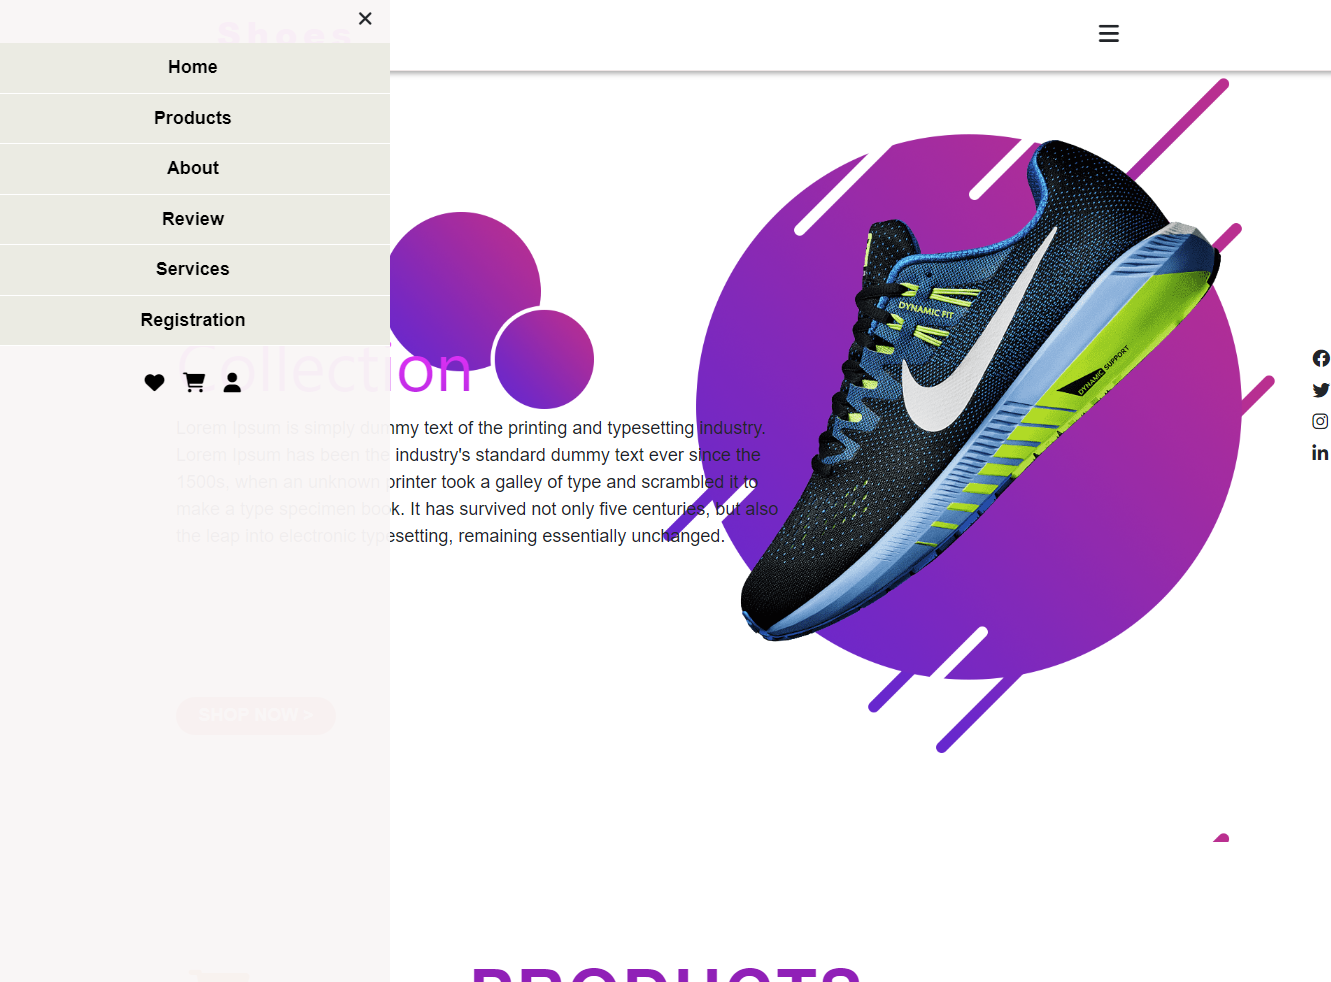 Shoes
Home
Products
About
Review
Services
Registration
Collection
Lorem Ipsum is simply dummy text of the printing and typesetting industry.
Lorem Ipsum has been the industry's standard dummy text ever since the
1500s, when an unknown printer took a galley of type and scrambled it to
make a type specimen book. It has survived not only five centuries, but also
the leap into electronic typesetting, remaining essentially unchanged.
DYNAMIC FIT
DYNAMIC SUPPORT
SHOP NOW >
PRODUCTS